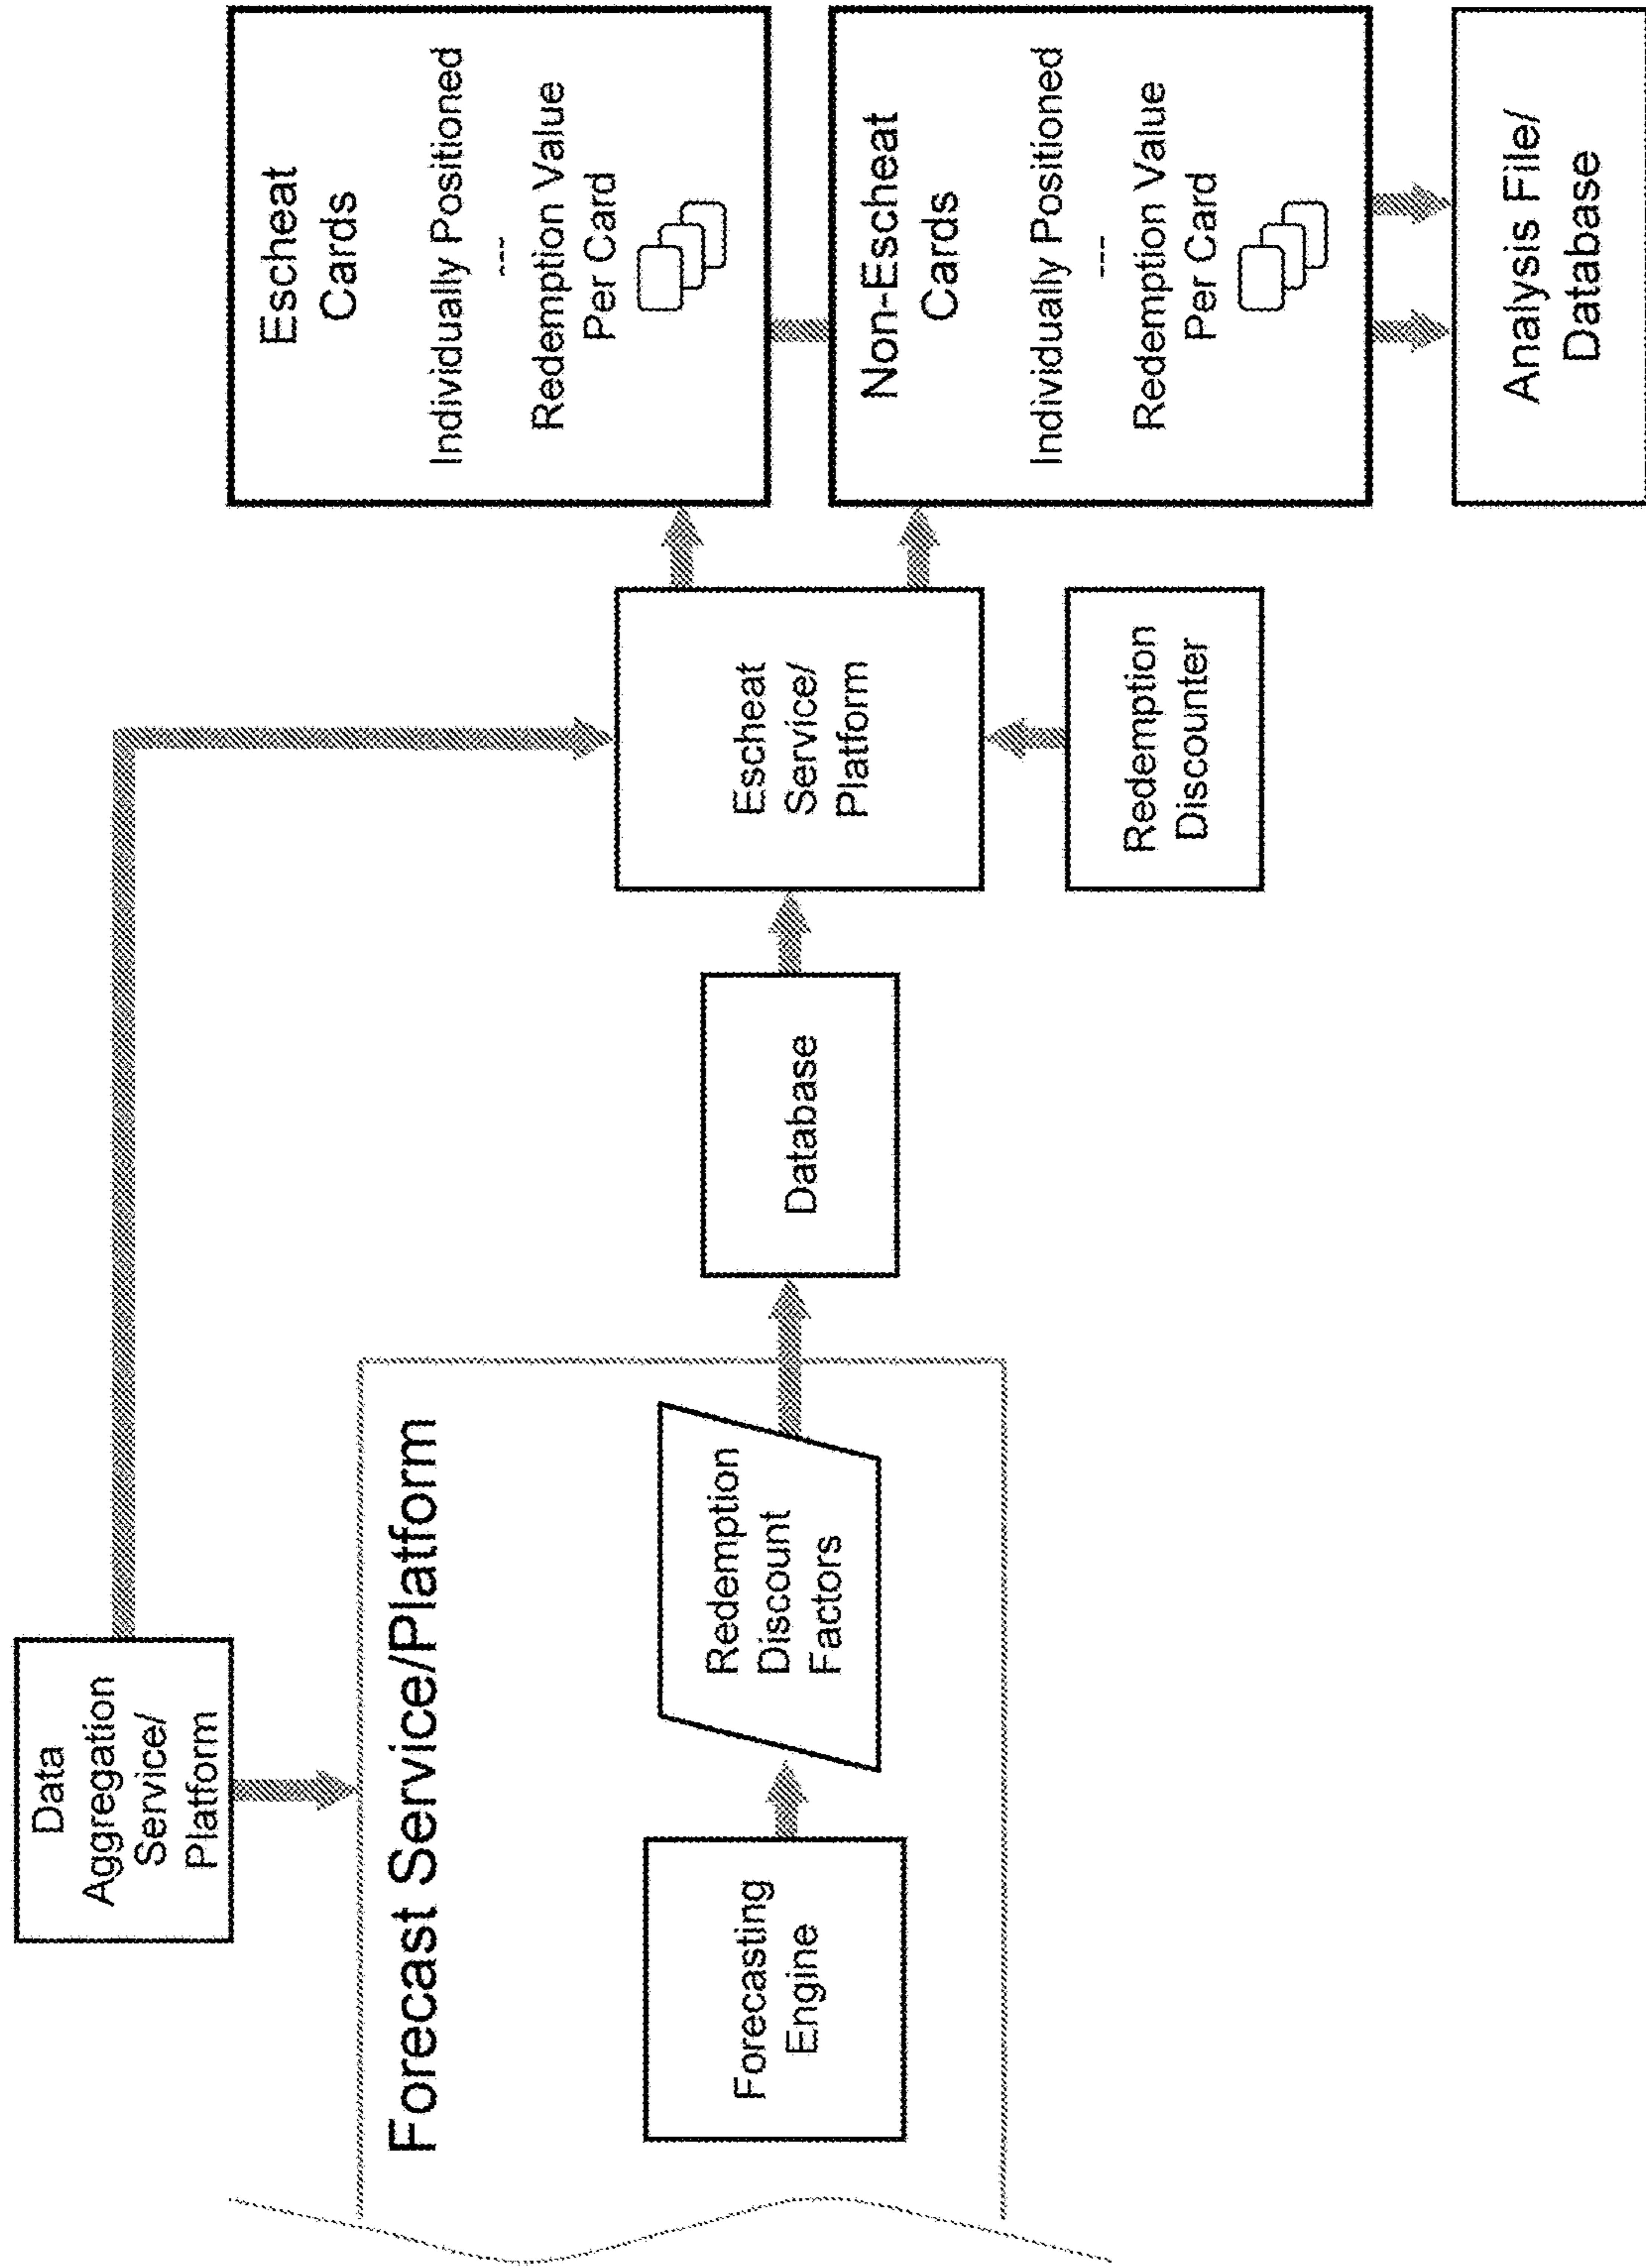 Data
Aggregation
Service/
Platform
Forecast Service/Platform
Forecasting
Engine
Redemption
Discount
Factors
Database
Escheat
Service/
Platform
Redemption
Discounter
Escheat
Cards
Individually Positioned
---
Redemption Value
Per Card
Non-Escheat
Cards
Individually Positioned
---
Redemption Value
Per Card
Analysis File/
Database